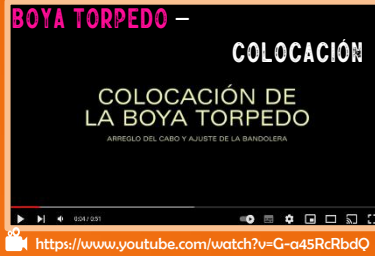 BOYA TORPEDO –
COLOCACIÓN
COLOCACIÓN DE
LA BOYA TORPEDO
ARREGLO DEL CABO Y AJUSTE DE LA BANDOLERA
0:04 / 0:51
https://www.youtube.com/watch?v=G-a45RcRbdQ